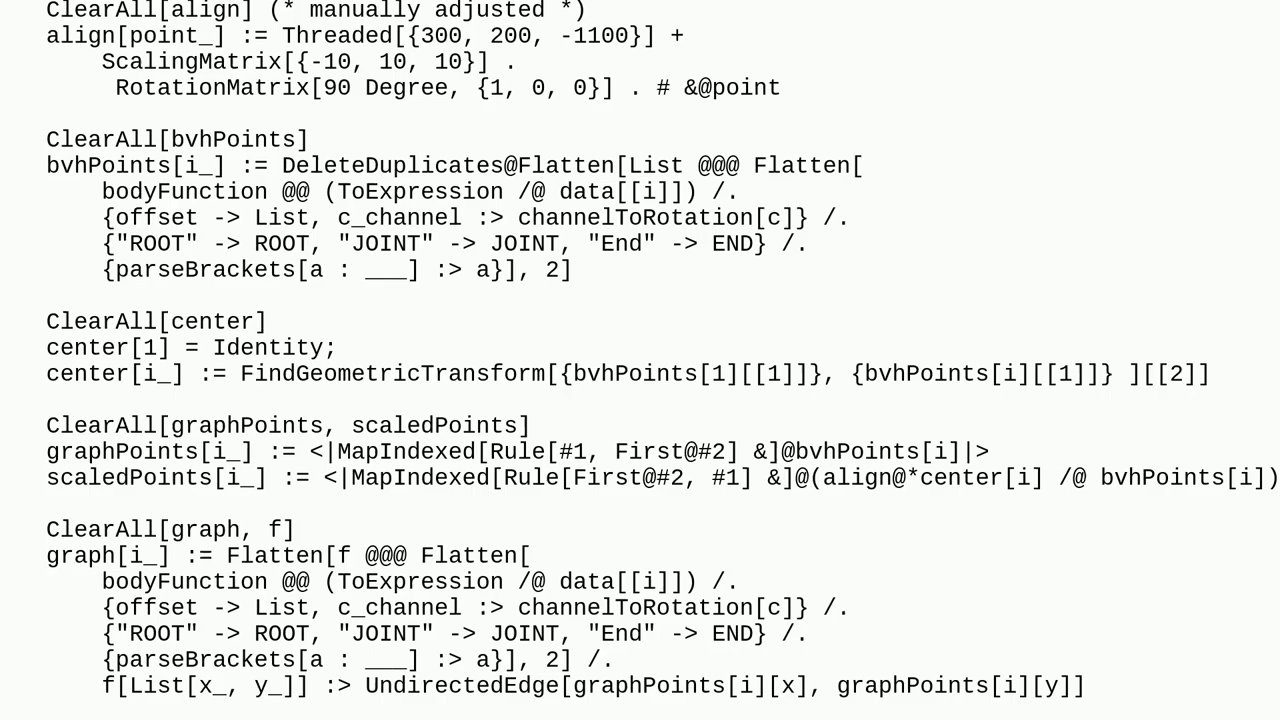 ClearAll[align] (* manually adjusted *)
align[point_] := Threaded[{300, 200, -1100}] +
ScalingMatrix[{-10, 10, 10}] .
RotationMatrix[90 Degree, {1, 0, 0}] . # &@point
ClearAll[bvhPoints]
bvhPoints[i_] := DeleteDuplicates@Flatten[List @@@ Flatten[
bodyFunction @@ (ToExpression /@ data[[i]]) /.
{offset -> List, c_channel :> channelToRotation[c]} /.
{"ROOT" -> ROOT, "JOINT" -> JOINT, "End" -> END} /.
{parseBrackets[a : ___] :> a}], 2]
ClearAll[center]
center[1] = Identity;
center[i_] := FindGeometricTransform[{bvhPoints[1][[1]]}, {bvhPoints[i][[1]]} ][[2]]
ClearAll[graphPoints, scaledPoints]
graphPoints[i_] := <|MapIndexed[Rule[#1, First@#2] &]@bvhPoints[i]|>
scaledPoints[i_] := <|MapIndexed[Rule[First@#2, #1] &]@(align@*center[i] /@ bvhPoints[i])
ClearAll[graph, f]
graph[i_] := Flatten[f @@@ Flatten[
bodyFunction @@ (ToExpression /@ data[[i]]) /.
{offset -> List, c_channel :> channelToRotation[c]} /.
{"ROOT" -> ROOT, "JOINT" -> JOINT, "End" -> END} /.
{parseBrackets[a : ___] :> a}], 2] /.
f[List[x_, y_]] :> UndirectedEdge[graphPoints[i][x], graphPoints[i][y]]